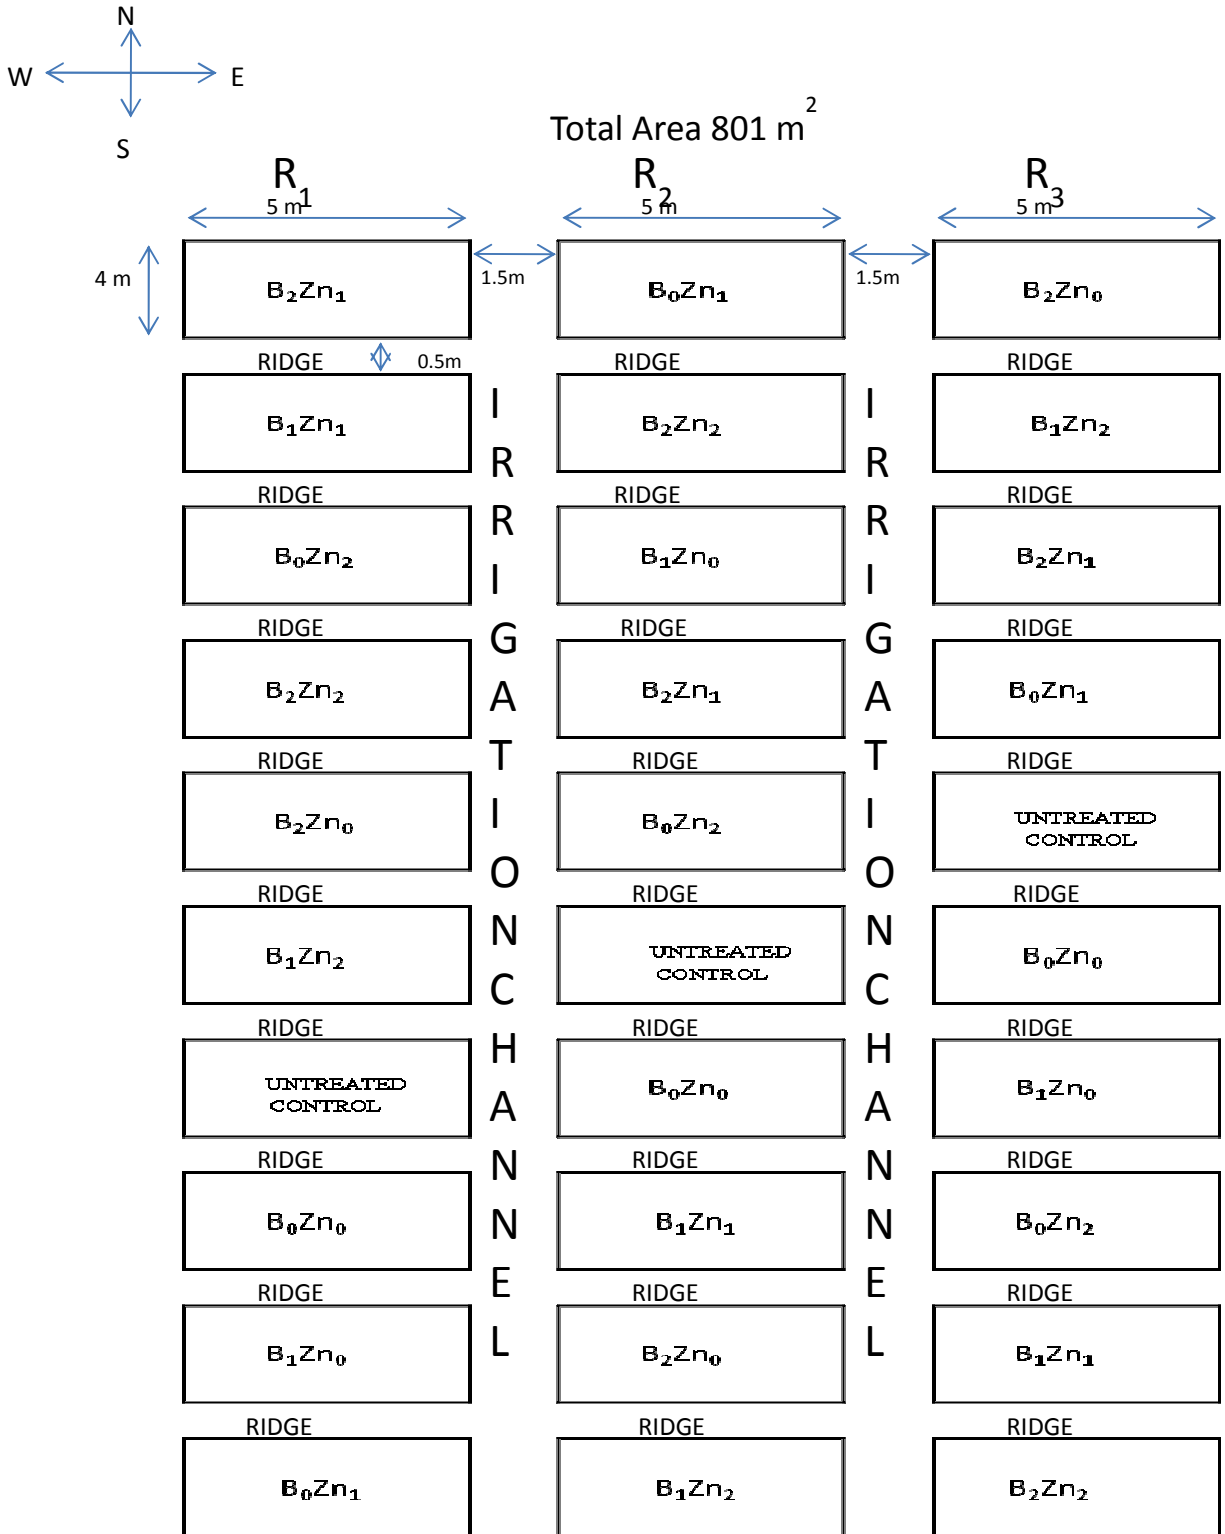 N
W E
S
Total Area 801 m²
R₁ R₂ R₃
5 m 5 m 5 m
4 m 1.5m 1.5m
B₂Zn₁ B₀Zn₁ B₂Zn₀
RIDGE 0.5m RIDGE RIDGE
B₁Zn₁ B₂Zn₂ B₁Zn₂
RIDGE RIDGE RIDGE
B₀Zn₂ B₁Zn₀ B₂Zn₁
RIDGE RIDGE RIDGE
B₂Zn₂ B₂Zn₁ B₀Zn₁
RIDGE RIDGE RIDGE
B₂Zn₀ B₀Zn₂ UNTREATED CONTROL
RIDGE RIDGE RIDGE
B₁Zn₂ UNTREATED CONTROL B₀Zn₀
RIDGE RIDGE RIDGE
UNTREATED CONTROL B₀Zn₀ B₁Zn₀
RIDGE RIDGE RIDGE
B₀Zn₀ B₁Zn₁ B₀Zn₂
RIDGE RIDGE RIDGE
B₁Zn₀ B₂Zn₀ B₁Zn₁
RIDGE RIDGE RIDGE
B₀Zn₁ B₁Zn₂ B₂Zn₂
IRRIGATION CHANNEL
IRRIGATION CHANNEL